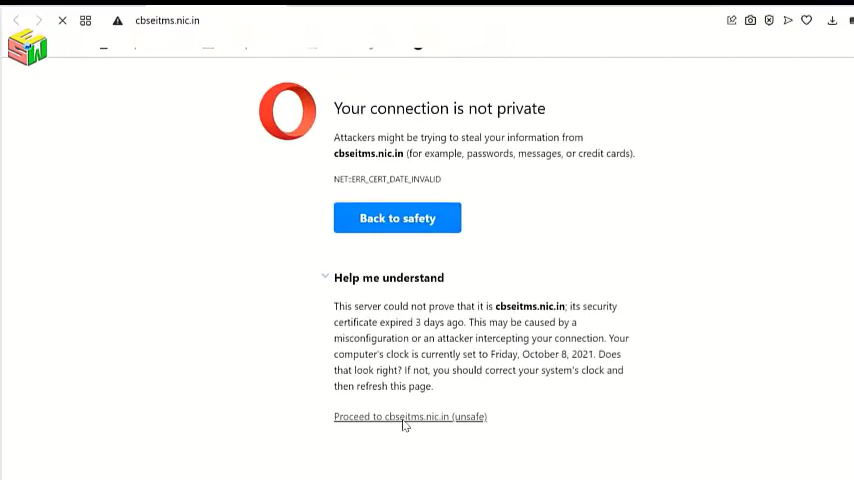 cbseitms.nic.in
Your connection is not private
Attackers might be trying to steal your information from
cbseitms.nic.in (for example, passwords, messages, or credit cards).
NET::ERR_CERT_DATE_INVALID
Back to safety
Help me understand
This server could not prove that it is cbseitms.nic.in; its security
certificate expired 3 days ago. This may be caused by a
misconfiguration or an attacker intercepting your connection. Your
computer's clock is currently set to Friday, October 8, 2021. Does
that look right? If not, you should correct your system's clock and
then refresh this page.
Proceed to cbseitms.nic.in (unsafe)